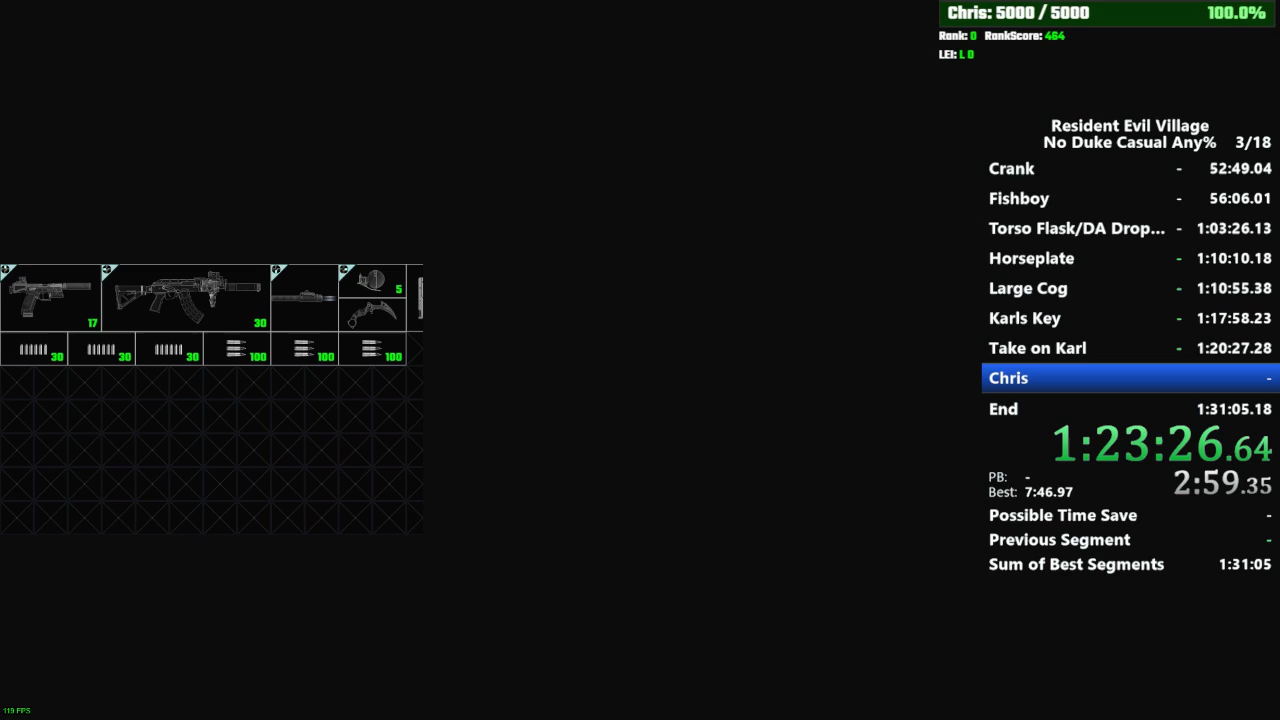 Chris: 5000 / 5000 100.0%
Rank: 0 RankScore: 464
LEI: L 0
Resident Evil Village
No Duke Casual Any% 3/18
Crank - 52:49.04
Fishboy - 56:06.01
Torso Flask/DA Drop... - 1:03:26.13
Horseplate - 1:10:10.18
Large Cog - 1:10:55.38
Karls Key - 1:17:58.23
Take on Karl - 1:20:27.28
Chris -
End 1:31:05.18
1:23:26.64
PB: -
Best: 7:46.97
2:59.35
Possible Time Save -
Previous Segment -
Sum of Best Segments 1:31:05
5
17 30
30 30 30 100 100 100
119 FPS